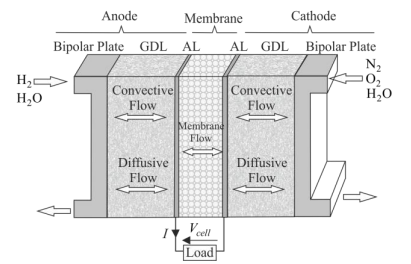 Anode Membrane Cathode
Bipolar Plate GDL AL AL GDL Bipolar Plate
H2
H2O
N2
O2
H2O
Convective
Flow
Membrane
Flow
Convective
Flow
Diffusive
Flow
Diffusive
Flow
I
Vcell
Load